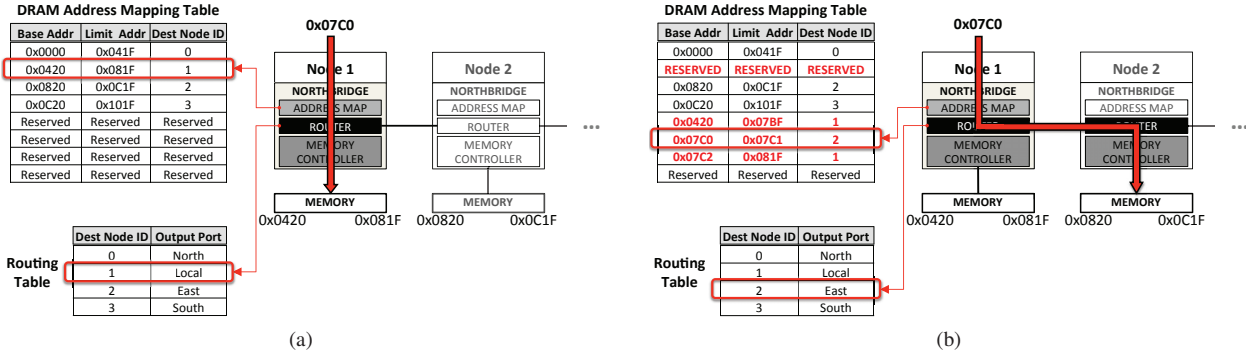 DRAM Address Mapping Table
Base Addr Limit Addr Dest Node ID
0x0000 0x041F 0
0x0420 0x081F 1
0x0820 0x0C1F 2
0x0C20 0x101F 3
Reserved Reserved Reserved
Reserved Reserved Reserved
Reserved Reserved Reserved
Reserved Reserved Reserved
0x07C0
Node 1
NORTHBRIDGE
ADDRESS MAP
ROUTER
MEMORY
CONTROLLER
MEMORY
0x0420 0x081F
Node 2
NORTHBRIDGE
ADDRESS MAP
ROUTER
MEMORY
CONTROLLER
MEMORY
0x0820 0x0C1F
...
Routing
Table
Dest Node ID Output Port
0 North
1 Local
2 East
3 South
(a)
DRAM Address Mapping Table
Base Addr Limit Addr Dest Node ID
0x0000 0x041F 0
RESERVED RESERVED RESERVED
0x0820 0x0C1F 2
0x0C20 0x101F 3
0x0420 0x07BF 1
0x07C0 0x07C1 2
0x07C2 0x081F 1
Reserved Reserved Reserved
0x07C0
Node 1
NORTHBRIDGE
ADDRESS MAP
ROUTER
MEMORY
CONTROLLER
MEMORY
0x0420 0x081F
Node 2
NORTHBRIDGE
ADDRESS MAP
ROUTER
MEMORY
CONTROLLER
MEMORY
0x0820 0x0C1F
...
Routing
Table
Dest Node ID Output Port
0 North
1 Local
2 East
3 South
(b)